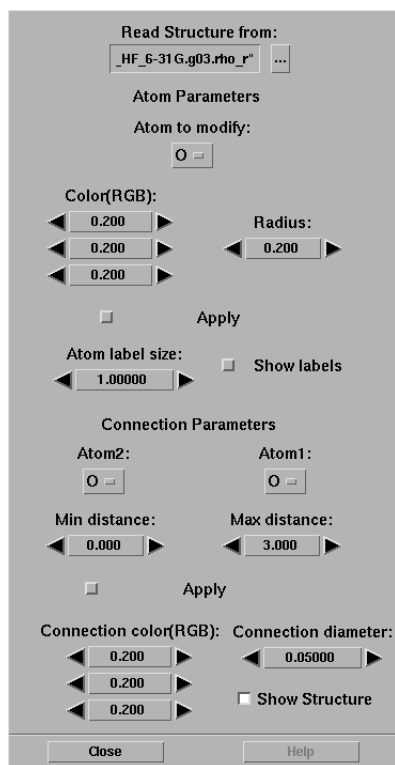 Read Structure from:
_HF_6-31G.g03.rho_r" ...
Atom Parameters
Atom to modify:
O
Color(RGB):
Radius:
0.200
0.200
0.200
0.200
Apply
Atom label size:
Show labels
1.00000
Connection Parameters
Atom2: Atom1:
O O
Min distance: Max distance:
0.000 3.000
Apply
Connection color(RGB): Connection diameter:
0.200 0.05000
0.200
0.200
Show Structure
Close Help